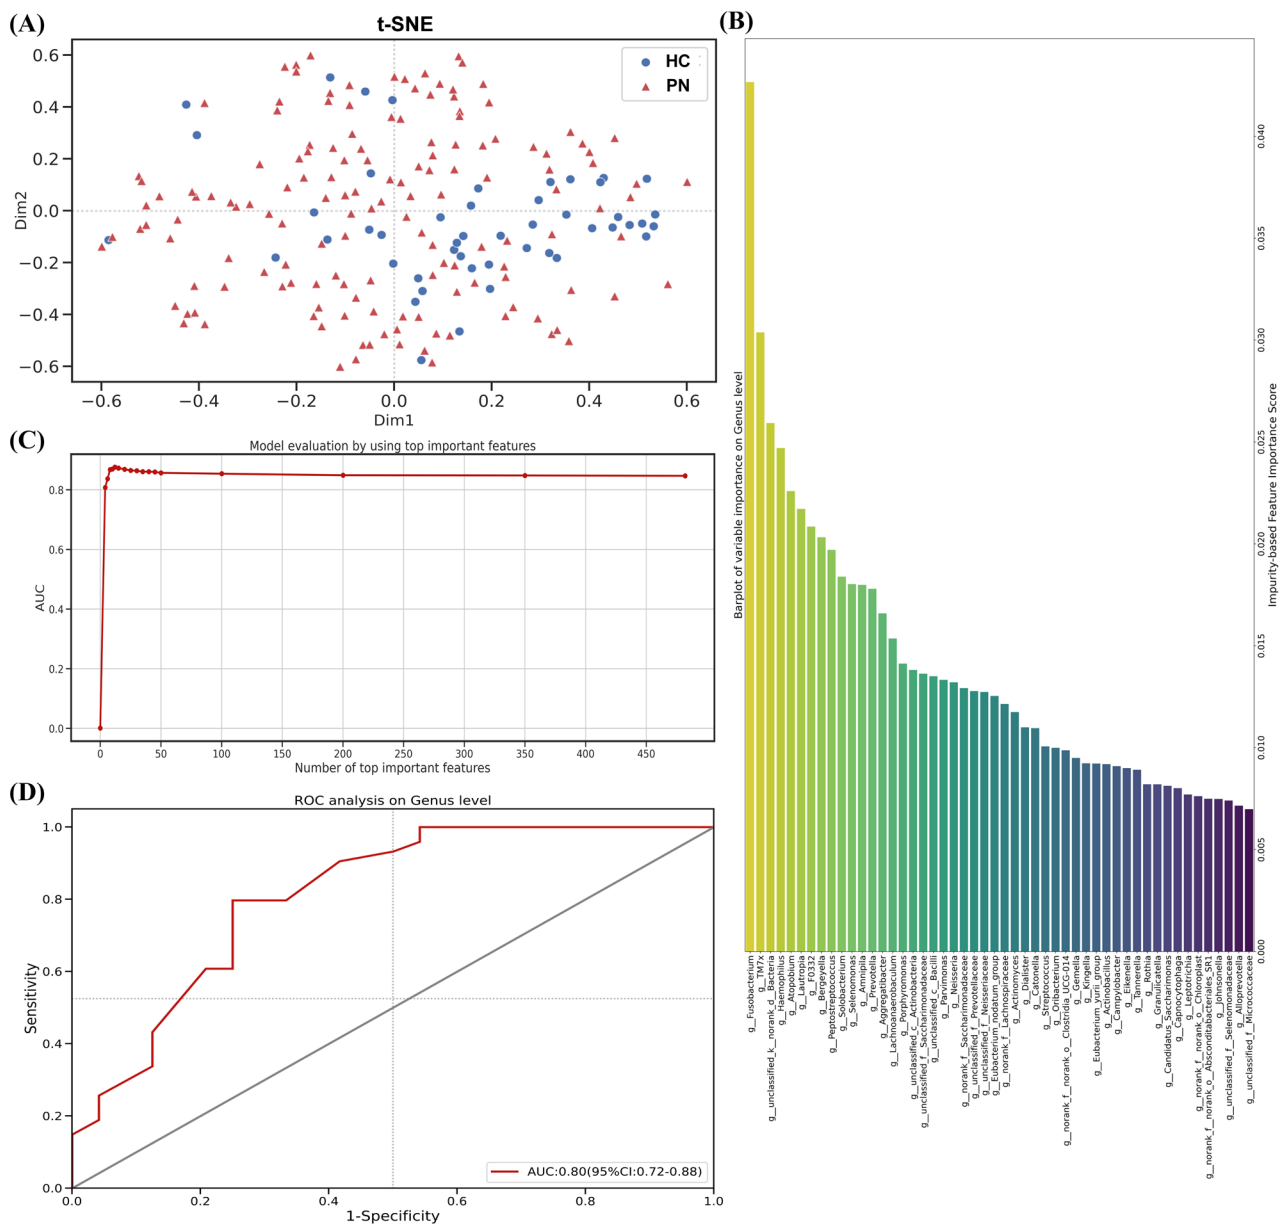 (A)
t-SNE
HC
PN
0.6
0.4
0.2
0.0
−0.2
−0.4
−0.6
Dim2
−0.6
−0.4
−0.2
0.0
0.2
0.4
0.6
Dim1
(B)
Barplot of variable importance on Genus level
Impurity-based Feature Importance Score
0.040
0.035
0.030
0.025
0.020
0.015
0.010
0.005
0.000
g__Fusobacterium
g__TM7x
g__unclassified_k__norank_d__Bacteria
g__Haemophilus
g__Atopobium
g__Lautropia
g__F0332
g__Bergeyella
g__Peptostreptococcus
g__Solobacterium
g__Selenomonas
g__Amnipila
g__Prevotella
g__Aggregatibacter
g__Lachnoanaerobaculum
g__Porphyromonas
g__unclassified_c__Actinobacteria
g__unclassified_f__Saccharimonadaceae
g__unclassified_c__Bacilli
g__Parvimonas
g__Neisseria
g__norank_f__Saccharimonadaceae
g__unclassified_f__Prevotellaceae
g__unclassified_f__Neisseriaceae
g__Eubacterium_nodatum_group
g__norank_f__Lachnospiraceae
g__Actinomyces
g__Dialister
g__Catonella
g__Streptococcus
g__Oribacterium
g__norank_f__norank_o__Clostridia_UCG-014
g__Gemella
g__Kingella
g__Eubacterium_yurii_group
g__Actinobacillus
g__Campylobacter
g__Eikenella
g__Tannerella
g__Rothia
g__Granulicatella
g__Candidatus_Saccharimonas
g__Capnocytophaga
g__Leptotrichia
g__norank_f__norank_o__Chloroplast
g__norank_f__norank_o__Absconditabacteriales_SR1
g__Johnsonella
g__unclassified_f__Selenomonadaceae
g__Alloprevotella
g__unclassified_f__Micrococcaceae
(C)
Model evaluation by using top important features
0.8
0.6
0.4
0.2
0.0
AUC
0
50
100
150
200
250
300
350
400
450
Number of top important features
(D)
ROC analysis on Genus level
1.0
0.8
0.6
0.4
0.2
0.0
Sensitivity
AUC:0.80(95%CI:0.72-0.88)
0.0
0.2
0.4
0.6
0.8
1.0
1-Specificity